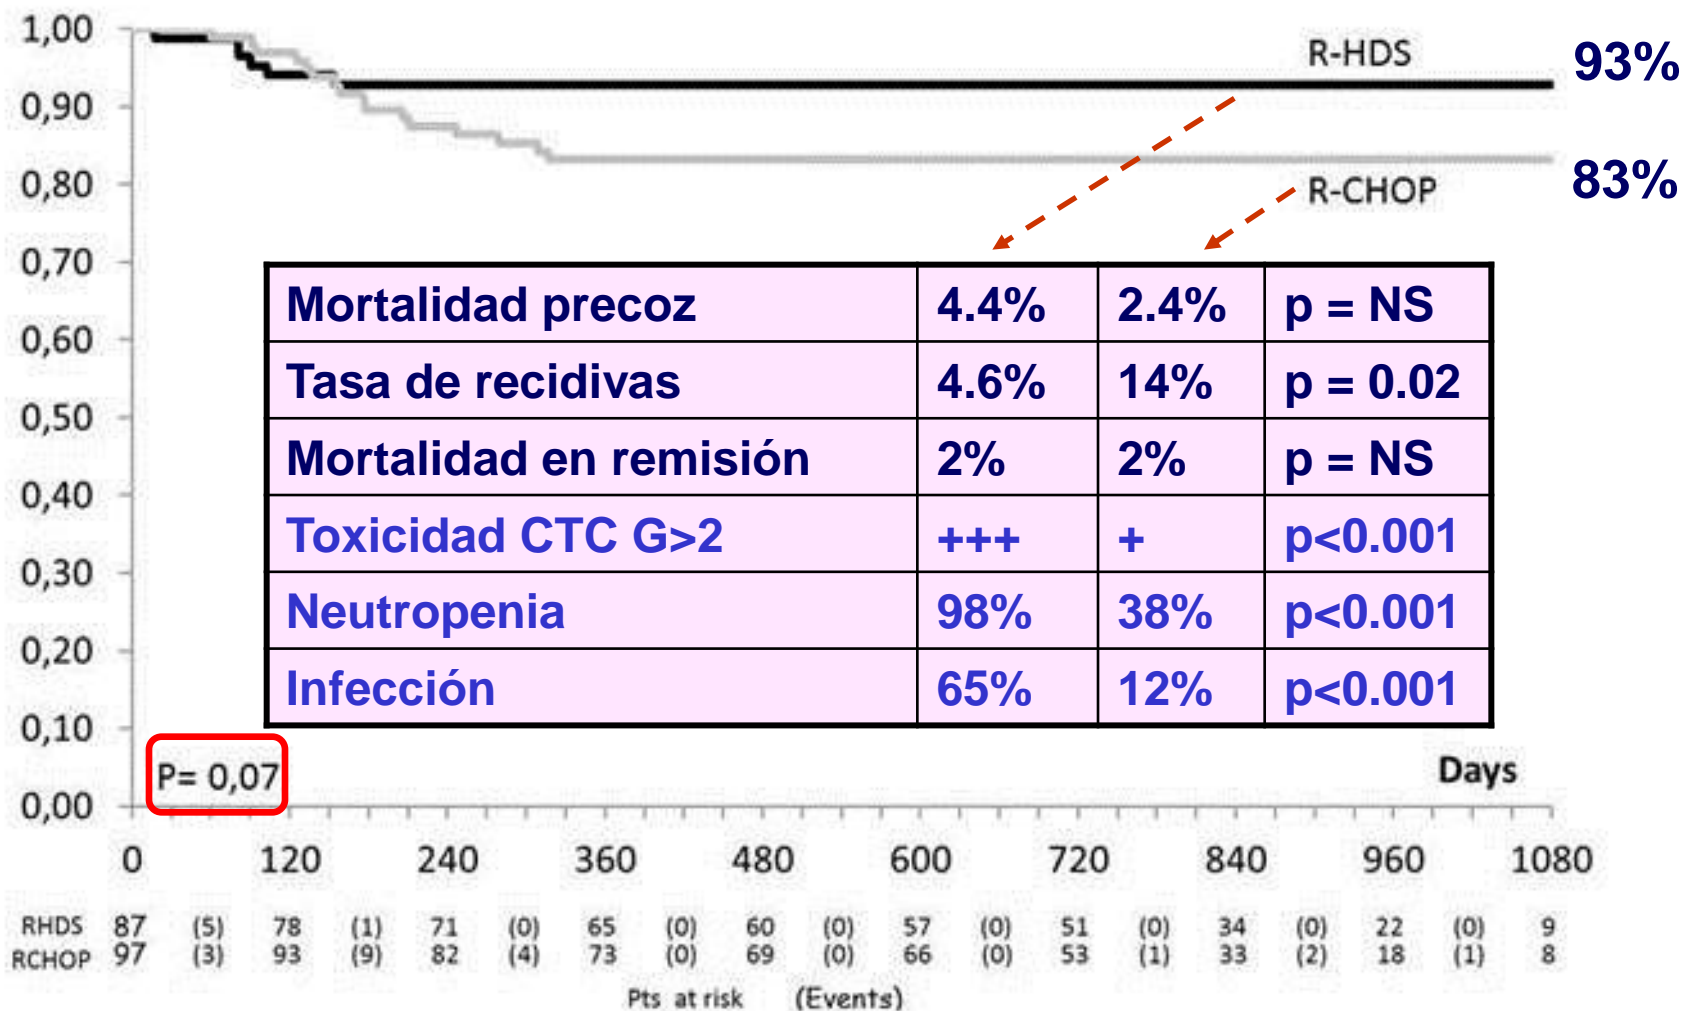 1,00
R-HDS
93%
0,90
0,80
R-CHOP
83%
0,70
Mortalidad precoz 4.4% 2.4% p = NS
0,60
Tasa de recidivas 4.6% 14% p = 0.02
0,50
Mortalidad en remisión 2% 2% p = NS
0,40
Toxicidad CTC G>2 +++ + p<0.001
0,30
Neutropenia 98% 38% p<0.001
0,20
Infección 65% 12% p<0.001
0,10
P= 0,07
Days
0,00
0 120 240 360 480 600 720 840 960 1080
RHDS 87 (5) 78 (1) 71 (0) 65 (0) 60 (0) 57 (0) 51 (0) 34 (0) 22 (0) 9
RCHOP 97 (3) 93 (9) 82 (4) 73 (0) 69 (0) 66 (0) 53 (1) 33 (2) 18 (1) 8
Pts at risk (Events)